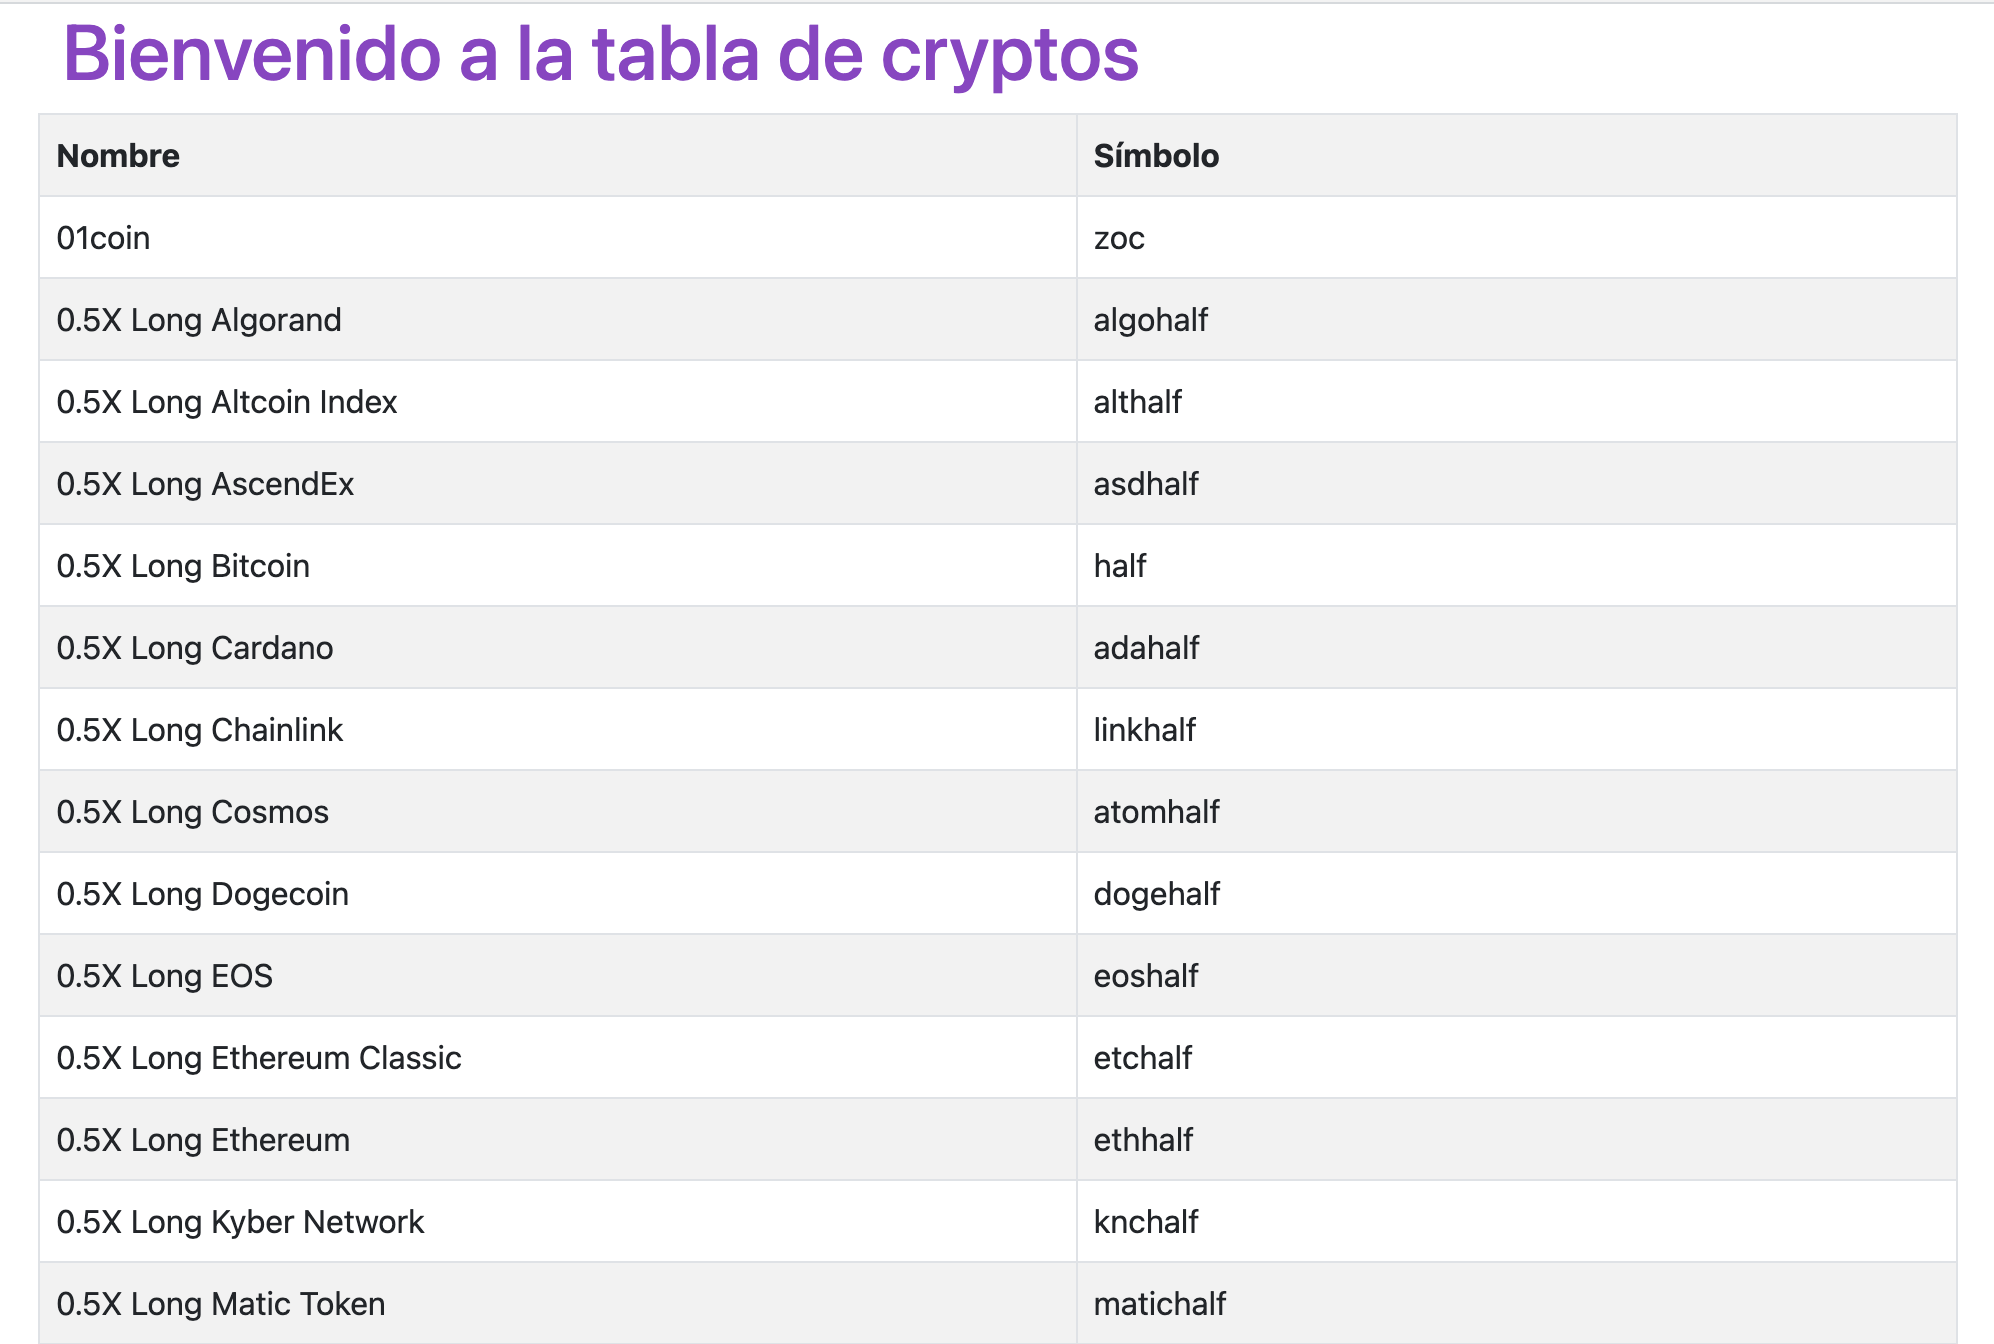 Bienvenido a la tabla de cryptos
Nombre Símbolo
01coin zoc
0.5X Long Algorand algohalf
0.5X Long Altcoin Index althalf
0.5X Long AscendEx asdhalf
0.5X Long Bitcoin half
0.5X Long Cardano adahalf
0.5X Long Chainlink linkhalf
0.5X Long Cosmos atomhalf
0.5X Long Dogecoin dogehalf
0.5X Long EOS eoshalf
0.5X Long Ethereum Classic etchalf
0.5X Long Ethereum ethhalf
0.5X Long Kyber Network knchalf
0.5X Long Matic Token matichalf